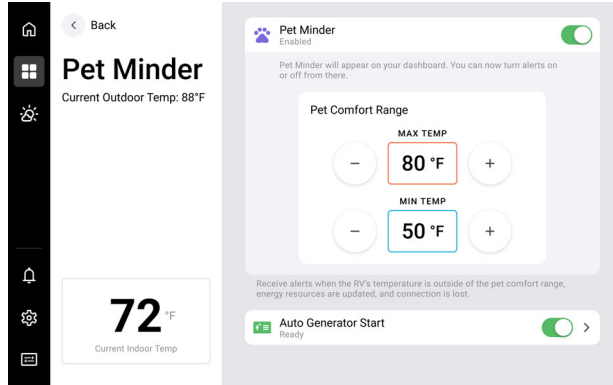 Back
Pet Minder
Current Outdoor Temp: 88°F
72 °F
Current Indoor Temp
Pet Minder
Enabled
Pet Minder will appear on your dashboard. You can now turn alerts on
or off from there.
Pet Comfort Range
MAX TEMP
− 80 °F +
MIN TEMP
− 50 °F +
Receive alerts when the RV's temperature is outside of the pet comfort range,
energy resources are updated, and connection is lost.
Auto Generator Start
Ready